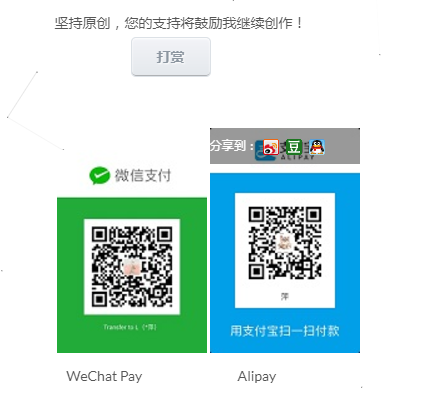 坚持原创，您的支持将鼓励我继续创作！
打赏
微信支付
Transfer to L (*萍)
WeChat Pay
分享到：
豆
支
ALIPAY
萍
用支付宝扫一扫付款
Alipay